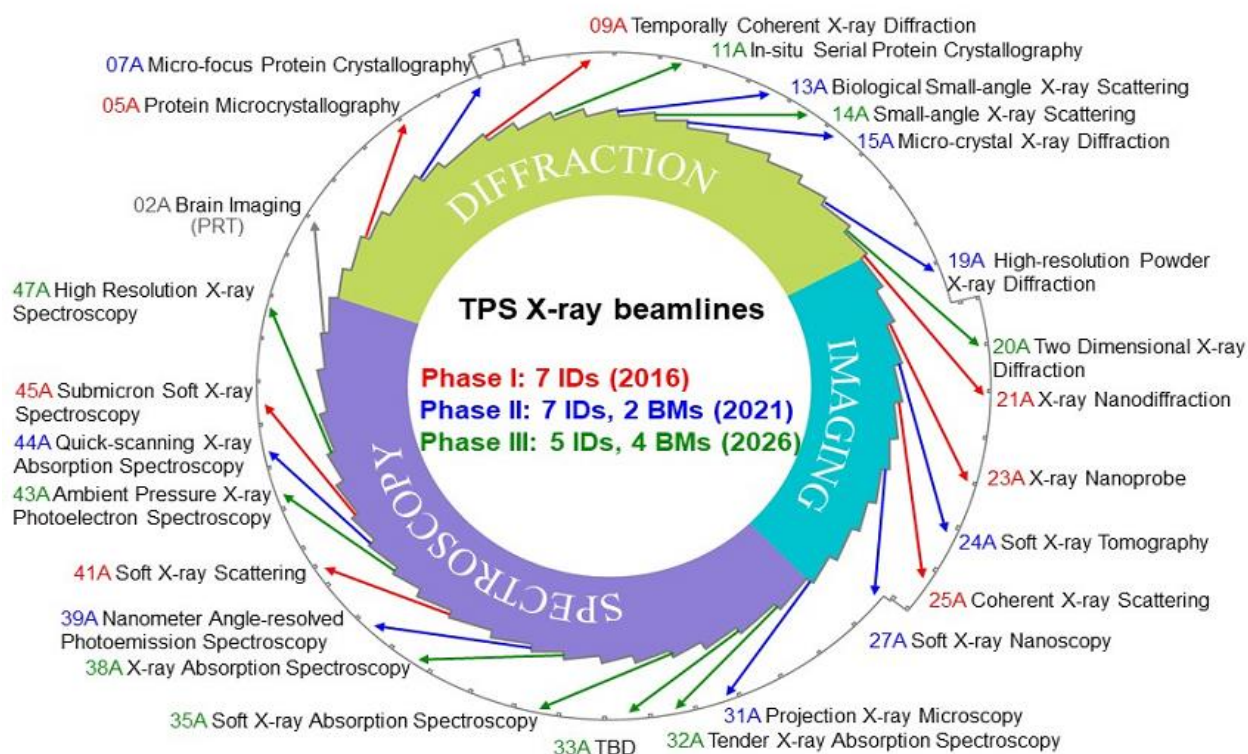 09A Temporally Coherent X-ray Diffraction
11A In-situ Serial Protein Crystallography
07A Micro-focus Protein Crystallography
13A Biological Small-angle X-ray Scattering
05A Protein Microcrystallography
14A Small-angle X-ray Scattering
15A Micro-crystal X-ray Diffraction
DIFFRACTION
02A Brain Imaging
(PRT)
19A High-resolution Powder
X-ray Diffraction
47A High Resolution X-ray
Spectroscopy
TPS X-ray beamlines
IMAGING
20A Two Dimensional X-ray
Diffraction
Phase I: 7 IDs (2016)
Phase II: 7 IDs, 2 BMs (2021)
Phase III: 5 IDs, 4 BMs (2026)
21A X-ray Nanodiffraction
45A Submicron Soft X-ray
Spectroscopy
44A Quick-scanning X-ray
Absorption Spectroscopy
23A X-ray Nanoprobe
43A Ambient Pressure X-ray
Photoelectron Spectroscopy
SPECTROSCOPY
24A Soft X-ray Tomography
41A Soft X-ray Scattering
25A Coherent X-ray Scattering
39A Nanometer Angle-resolved
Photoemission Spectroscopy
27A Soft X-ray Nanoscopy
38A X-ray Absorption Spectroscopy
35A Soft X-ray Absorption Spectroscopy
31A Projection X-ray Microscopy
33A TBD
32A Tender X-ray Absorption Spectroscopy